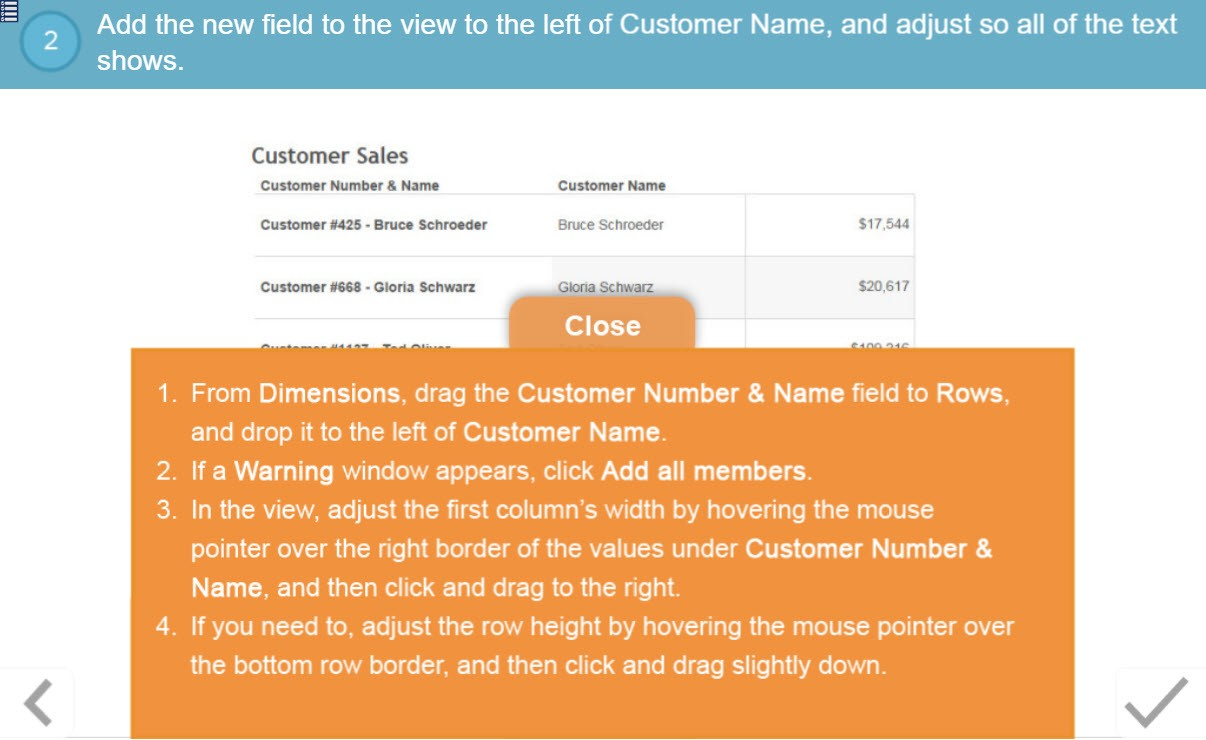 2
Add the new field to the view to the left of Customer Name, and adjust so all of the text
shows.
Customer Sales
Customer Number & Name Customer Name
Customer #425 - Bruce Schroeder Bruce Schroeder $17,544
Customer #668 - Gloria Schwarz Gloria Schwarz $20,617
Close
1. From Dimensions, drag the Customer Number & Name field to Rows,
and drop it to the left of Customer Name.
2. If a Warning window appears, click Add all members.
3. In the view, adjust the first column's width by hovering the mouse
pointer over the right border of the values under Customer Number &
Name, and then click and drag to the right.
4. If you need to, adjust the row height by hovering the mouse pointer over
the bottom row border, and then click and drag slightly down.